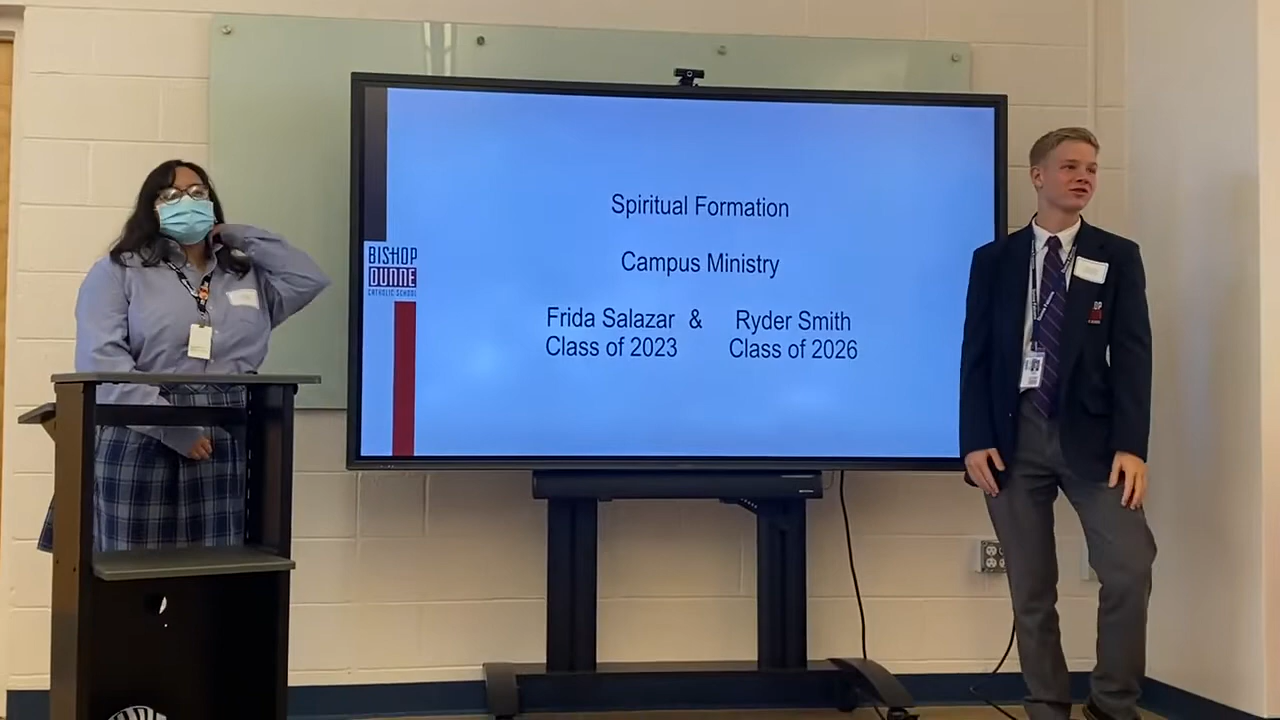 Spiritual Formation
Campus Ministry
Frida Salazar & Ryder Smith
Class of 2023 Class of 2026
BISHOP
DUNNE
CATHOLIC SCHOOL